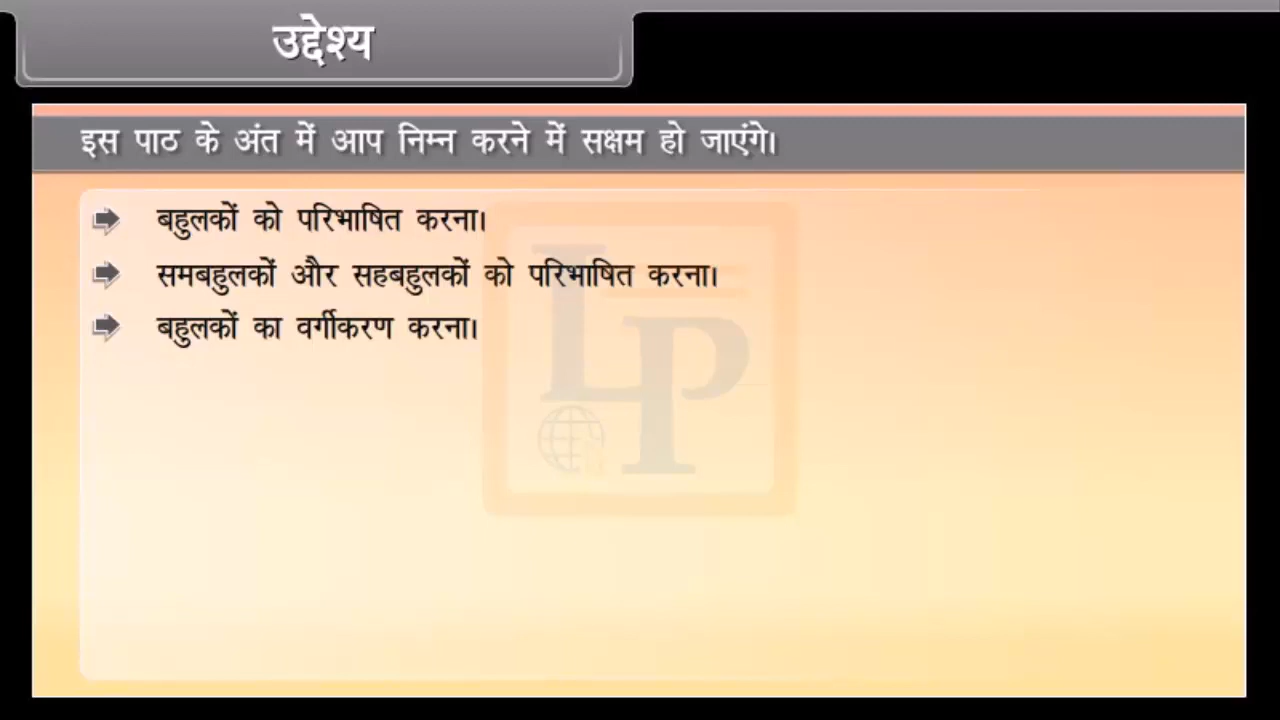 उद्देश्य
इस पाठ के अंत में आप निम्न करने में सक्षम हो जाएंगे।
बहुलकों को परिभाषित करना।
समबहुलकों और सहबहुलकों को परिभाषित करना।
बहुलकों का वर्गीकरण करना।
LP